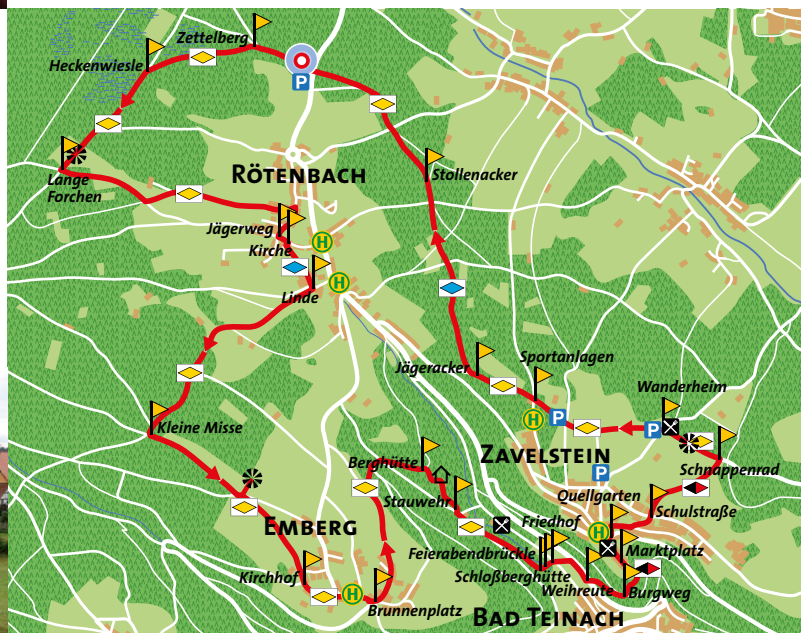 Zettelberg
Heckenwiesle
P
Stollenacker
RÖTENBACH
Lange
Forchen
Jägerweg
Kirche
H
Linde
H
Jägeracker
Sportanlagen
Wanderheim
H
P
P
Kleine Misse
ZAVELSTEIN
Schnappenrad
Berghütte
P
Stauwehr
Quellgarten
Schulstraße
EMBERG
Friedhof
H
Feierabendbrückle
Marktplatz
Schloßberghütte
Kirchhof
Weihreute
Burgweg
H
Brunnenplatz
BAD TEINACH